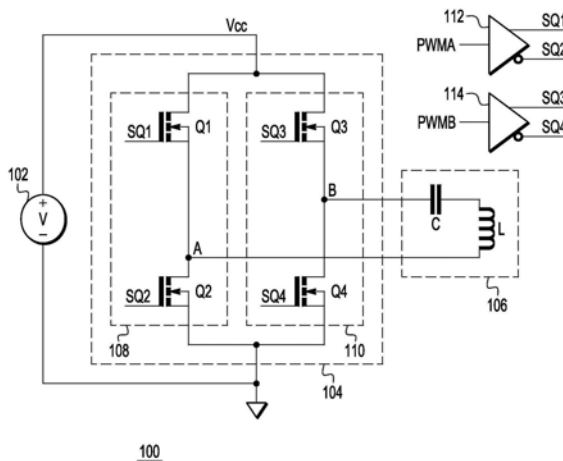 Vcc
112
SQ1
PWMA
SQ2
114
SQ3
PWMB
SQ4
102
+
V
−
SQ1
Q1
SQ3
Q3
B
C
L
106
A
SQ2
Q2
SQ4
Q4
108
110
104
100